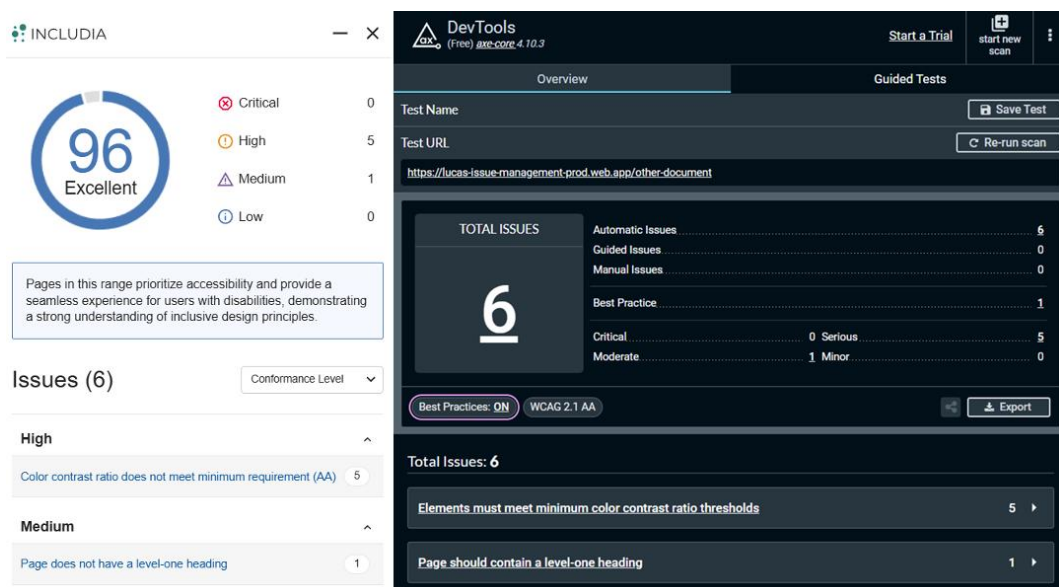 INCLUDIA
96
Excellent
Critical 0
High 5
Medium 1
Low 0
Pages in this range prioritize accessibility and provide a
seamless experience for users with disabilities, demonstrating
a strong understanding of inclusive design principles.
Issues (6)
Conformance Level
High
Color contrast ratio does not meet minimum requirement (AA) 5
Medium
Page does not have a level-one heading 1
ax
DevTools
(Free) axe-core 4.10.3
Start a Trial
start new
scan
Overview
Guided Tests
Test Name
Save Test
Test URL
Re-run scan
https://lucas-issue-management-prod.web.app/other-document
TOTAL ISSUES
6
Automatic Issues 6
Guided Issues 0
Manual Issues 0
Best Practice 1
Critical 0 Serious 5
Moderate 1 Minor 0
Best Practices: ON
WCAG 2.1 AA
Export
Total Issues: 6
Elements must meet minimum color contrast ratio thresholds 5
Page should contain a level-one heading 1